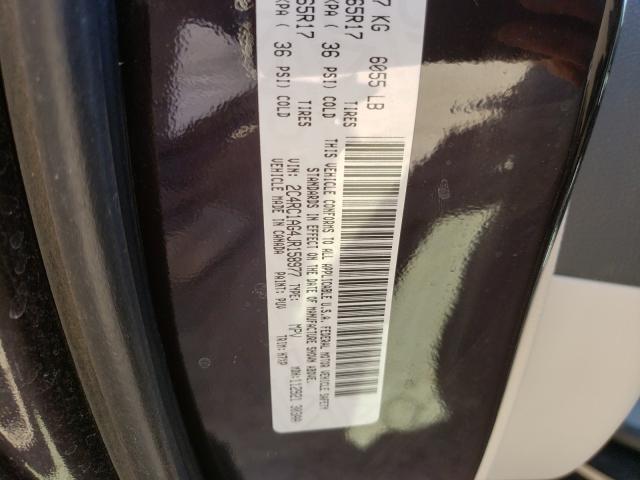 7 KG 6055 LB
65R17 TIRES
KPA ( 36 PSI) COLD
65R17 TIRES
KPA ( 36 PSI) COLD
THIS VEHICLE CONFORMS TO ALL APPLICABLE U.S.A. FEDERAL MOTOR VEHICLE SAFETY
STANDARDS IN EFFECT ON THE DATE OF MANUFACTURE SHOWN ABOVE.
VIN: 2C4RC1AG4JR158977 TYPE: MPV
VEHICLE MADE IN CANADA PAINT: TRIM: